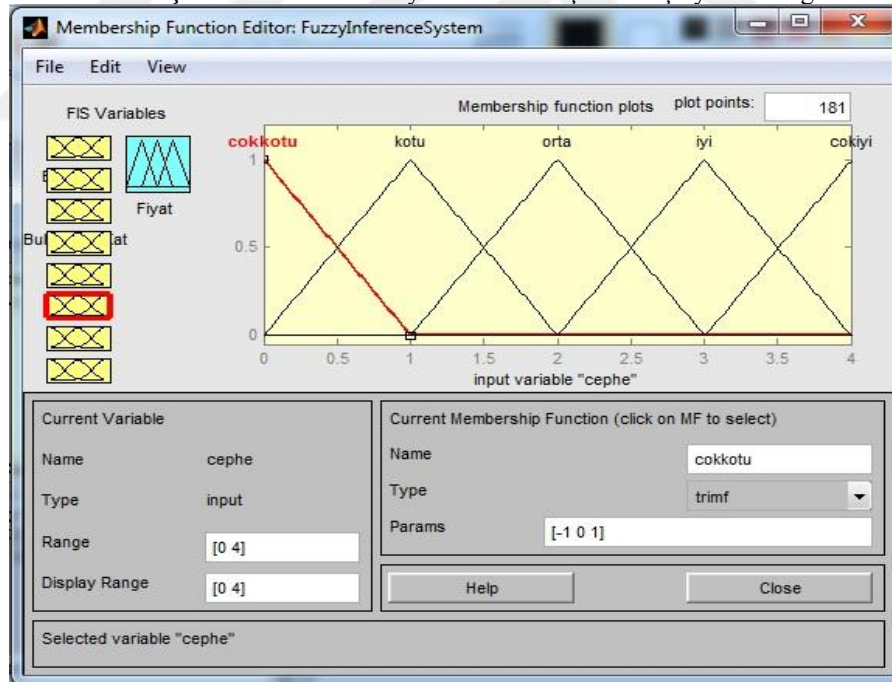 Membership Function Editor: FuzzyInferenceSystem
File Edit View
FIS Variables
Membership function plots plot points: 181
cokkotu kotu orta iyi cokiyi
1
Fiyat
0.5
0
0 0.5 1 1.5 2 2.5 3 3.5 4
input variable "cephe"
Current Variable
Name cephe
Type input
Range [0 4]
Display Range [0 4]
Current Membership Function (click on MF to select)
Name cokkotu
Type trimf
Params [-1 0 1]
Help Close
Selected variable "cephe"